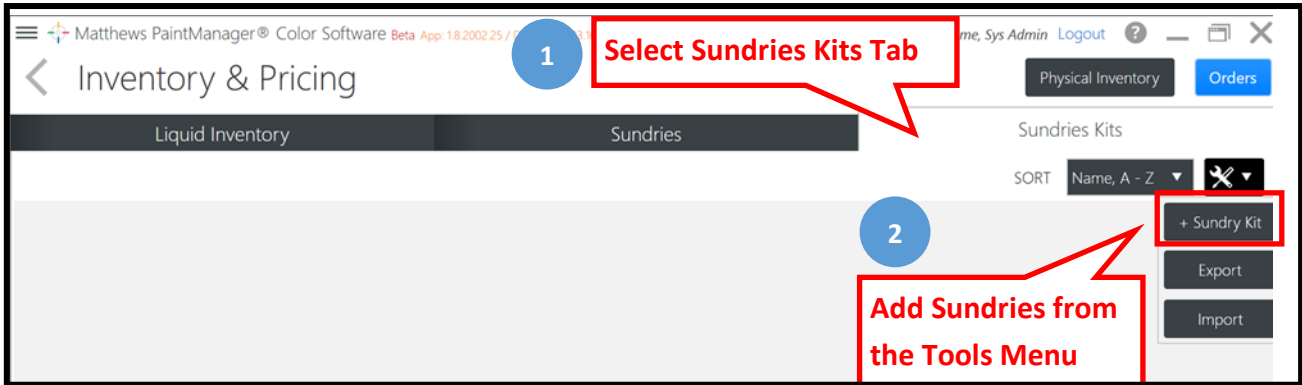 Matthews PaintManager® Color Software Beta App: 1.8.2002.25 /
me, Sys Admin Logout ?
1
Select Sundries Kits Tab
Inventory & Pricing
Physical Inventory
Orders
Liquid Inventory
Sundries
Sundries Kits
SORT Name, A - Z
+ Sundry Kit
2
Export
Add Sundries from
the Tools Menu
Import